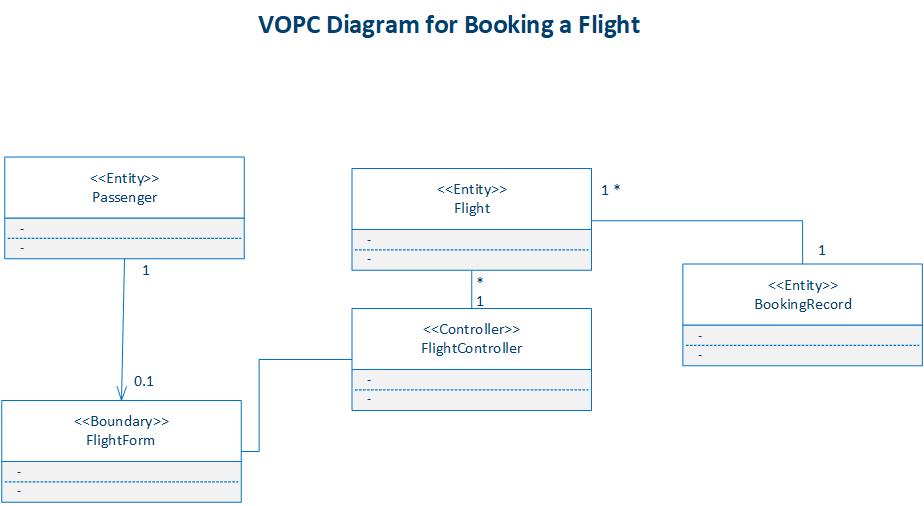 VOPC Diagram for Booking a Flight
<<Entity>>
Passenger
-
-
1
0.1
<<Boundary>>
FlightForm
-
-
<<Entity>>
Flight
-
-
1 *
*
1
<<Controller>>
FlightController
-
-
1
<<Entity>>
BookingRecord
-
-